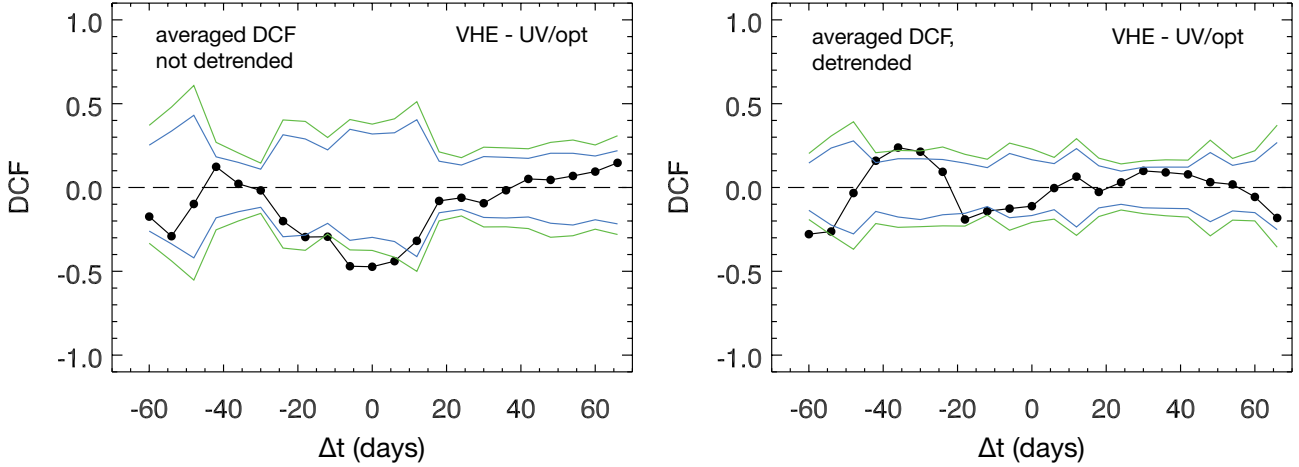 averaged DCF
not detrended
VHE - UV/opt
DCF
1.0
0.5
0.0
-0.5
-1.0
-60 -40 -20 0 20 40 60
Δt (days)
averaged DCF,
detrended
VHE - UV/opt
DCF
1.0
0.5
0.0
-0.5
-1.0
-60 -40 -20 0 20 40 60
Δt (days)